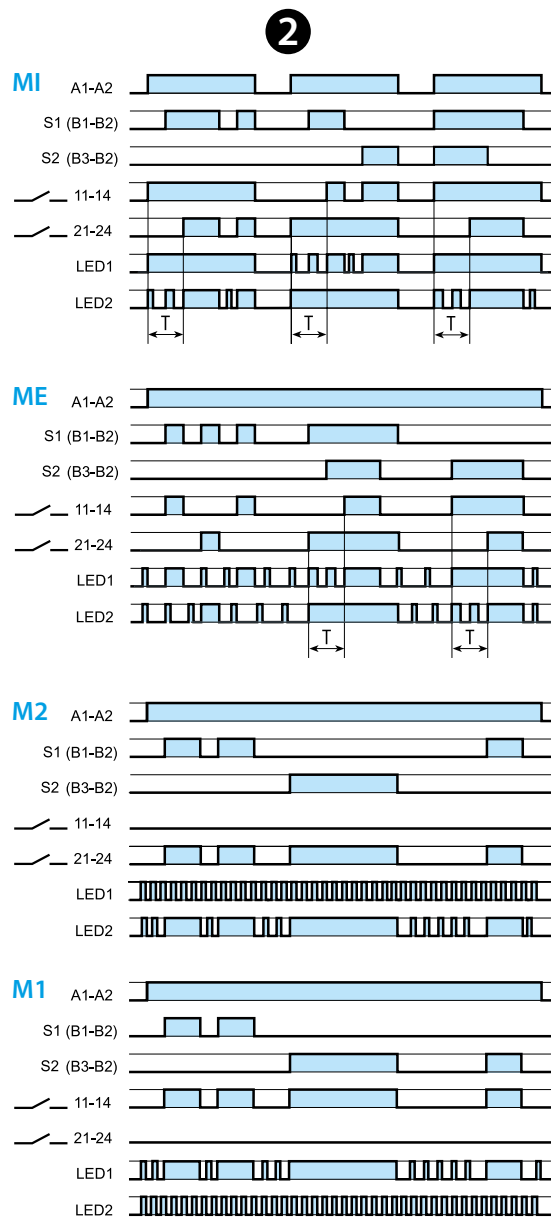 2
MI A1-A2
S1 (B1-B2)
S2 (B3-B2)
11-14
21-24
LED1
LED2
T T T
ME A1-A2
S1 (B1-B2)
S2 (B3-B2)
11-14
21-24
LED1
LED2
T T
M2 A1-A2
S1 (B1-B2)
S2 (B3-B2)
11-14
21-24
LED1
LED2
M1 A1-A2
S1 (B1-B2)
S2 (B3-B2)
11-14
21-24
LED1
LED2